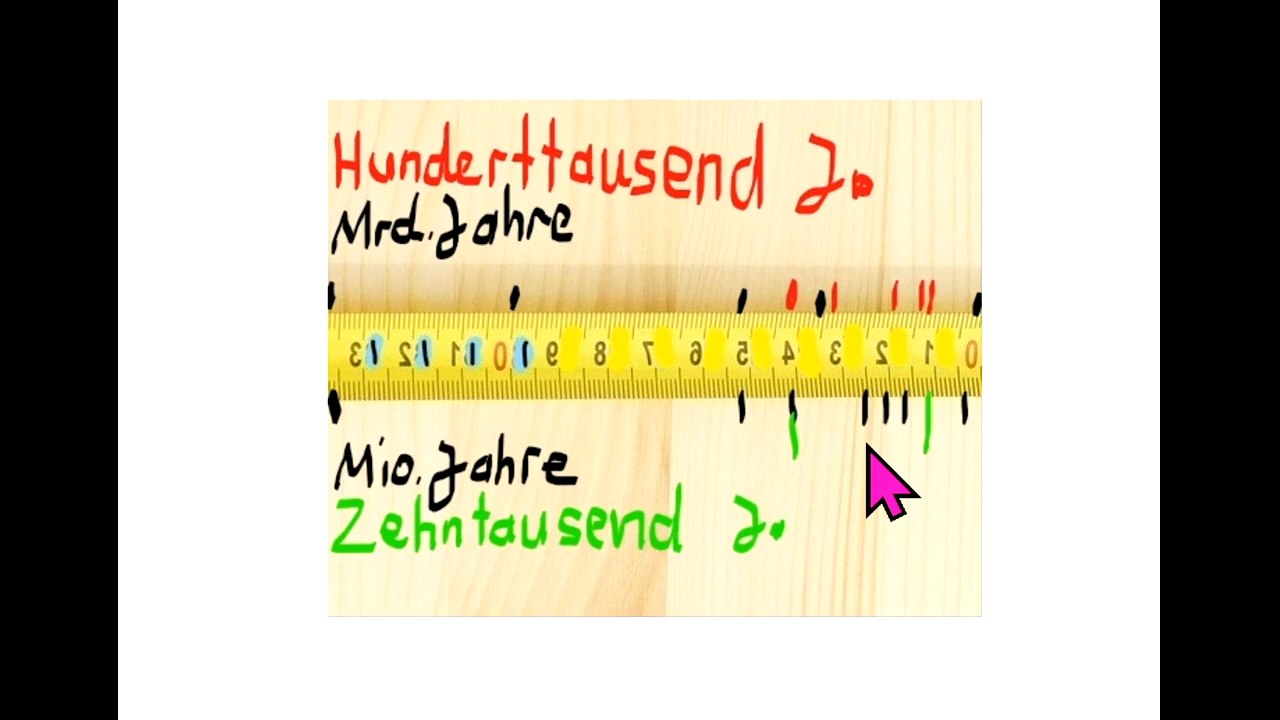 Hunderttausend J.
Mrd. Jahre
13 12 11 10 9 8 7 6 5 4 3 2 1 0
Mio. Jahre
Zehntausend J.